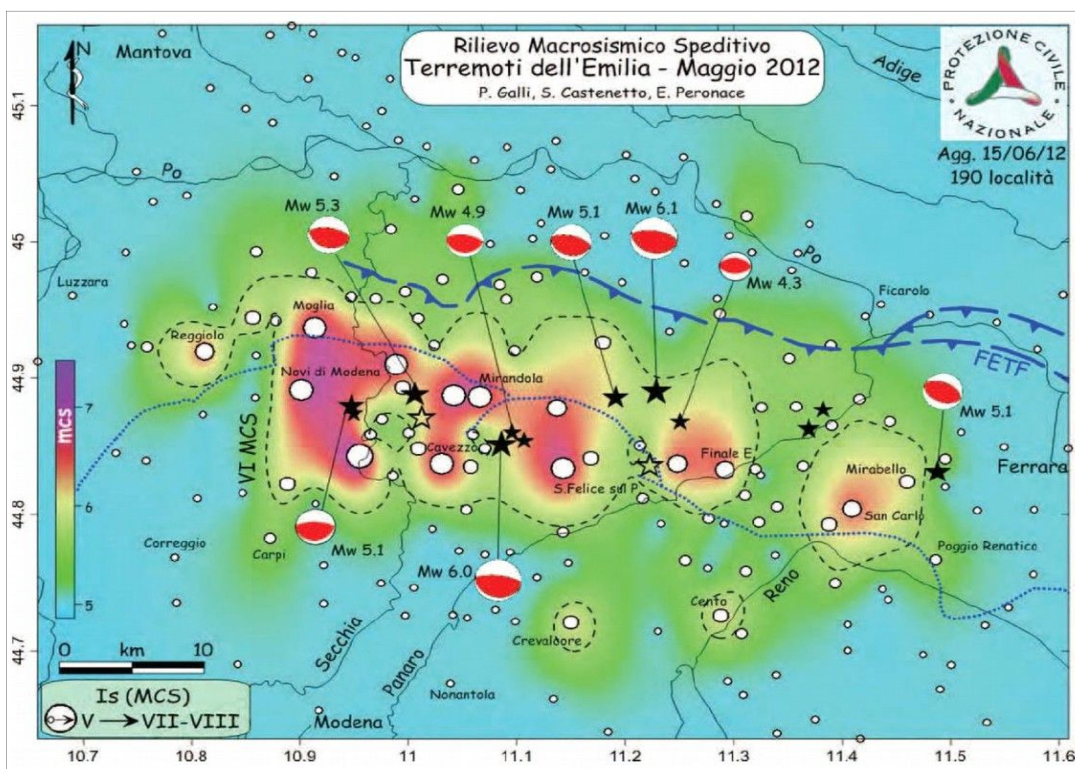 Rilievo Macrosismico Speditivo
Terremoti dell'Emilia - Maggio 2012
P. Galli, S. Castenetto, E. Peronace
PROTEZIONE CIVILE
NAZIONALE
Agg. 15/06/12
190 località
N
Mantova
Adige
Po
Mw 5.3
Mw 4.9
Mw 5.1
Mw 6.1
Mw 4.3
Po
Luzzara
Ficarolo
Moglia
Reggiolo
FETF
Novi di Modena
Mirandola
Mw 5.1
mcs
7
6
5
VI MCS
Cavezzo
Finale E.
Mirabello
Ferrara
S.Felice sul P.
San Carlo
Correggio
Carpi
Mw 5.1
Poggio Renatico
Mw 6.0
Reno
Cento
Crevalcore
0 km 10
Secchia
Panaro
Nonantola
Is (MCS)
V VII-VIII
Modena
45.1
45
44.9
44.8
44.7
10.7 10.8 10.9 11 11.1 11.2 11.3 11.4 11.5 11.6